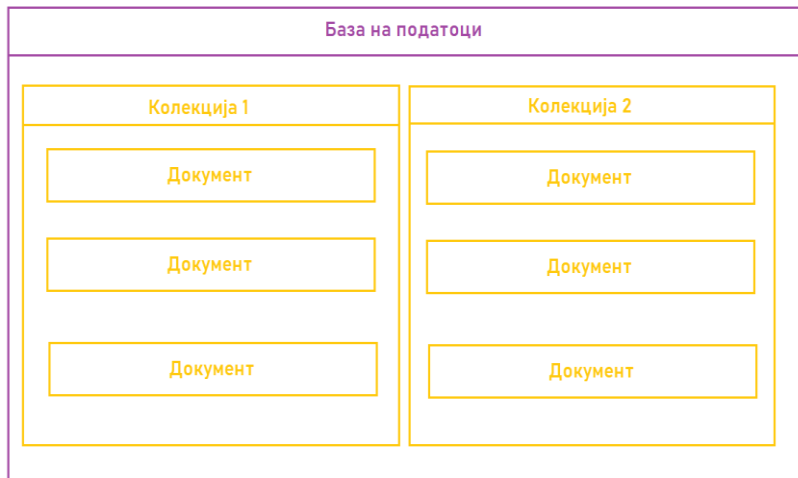 База на податоци
Колекција 1
Документ
Документ
Документ
Колекција 2
Документ
Документ
Документ